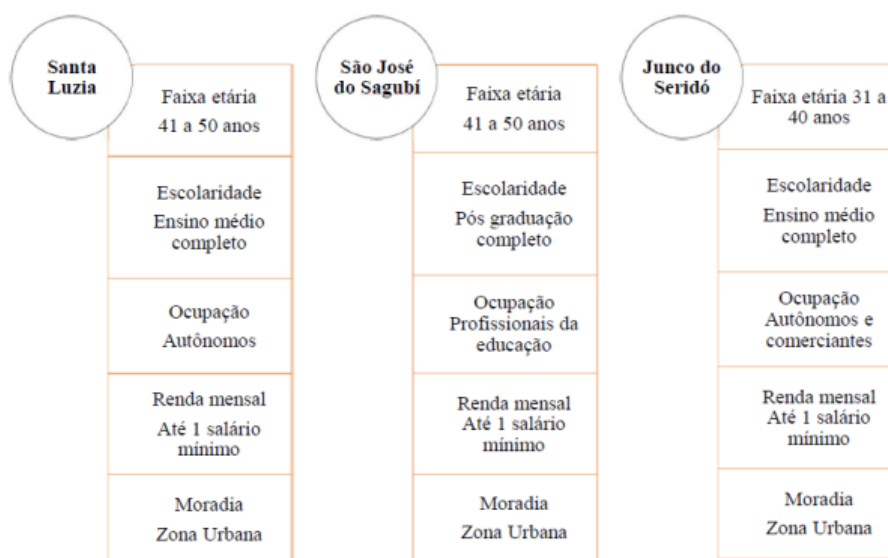 Santa
Luzia
Faixa etária
41 a 50 anos
Escolaridade
Ensino médio
completo
Ocupação
Autônomos
Renda mensal
Até 1 salário
mínimo
Moradia
Zona Urbana
São José
do Sagubí
Faixa etária
41 a 50 anos
Escolaridade
Pós graduação
completo
Ocupação
Profissionais da
educação
Renda mensal
Até 1 salário
mínimo
Moradia
Zona Urbana
Junco do
Seridó
Faixa etária 31 a
40 anos
Escolaridade
Ensino médio
completo
Ocupação
Autônomos e
comerciantes
Renda mensal
Até 1 salário
mínimo
Moradia
Zona Urbana